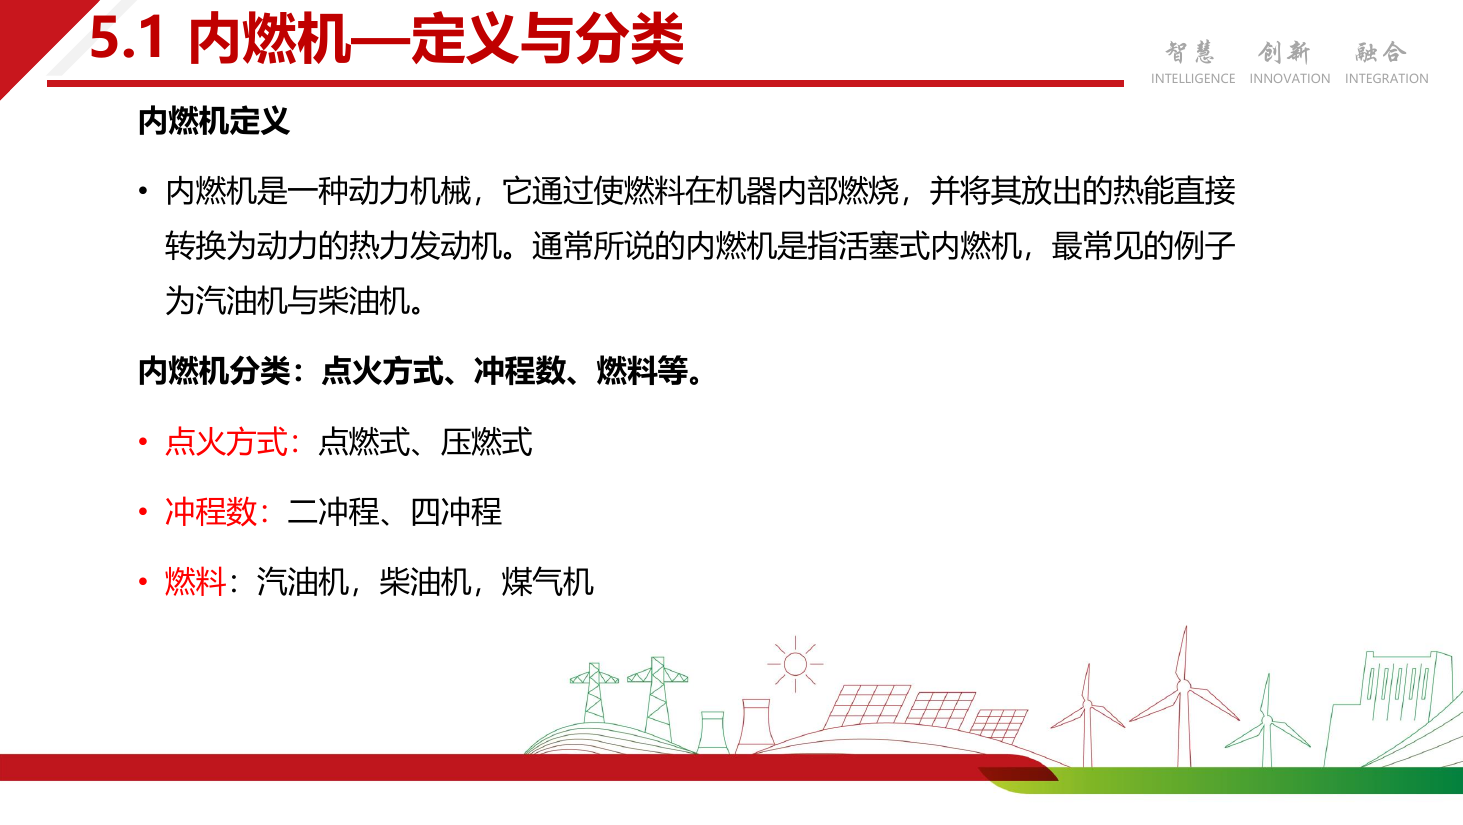 5.1 内燃机—定义与分类
智慧 创新 融合
INTELLIGENCE INNOVATION INTEGRATION
内燃机定义
• 内燃机是一种动力机械，它通过使燃料在机器内部燃烧，并将其放出的热能直接
转换为动力的热力发动机。通常所说的内燃机是指活塞式内燃机，最常见的例子
为汽油机与柴油机。
内燃机分类：点火方式、冲程数、燃料等。
• 点火方式：点燃式、压燃式
• 冲程数：二冲程、四冲程
• 燃料：汽油机，柴油机，煤气机